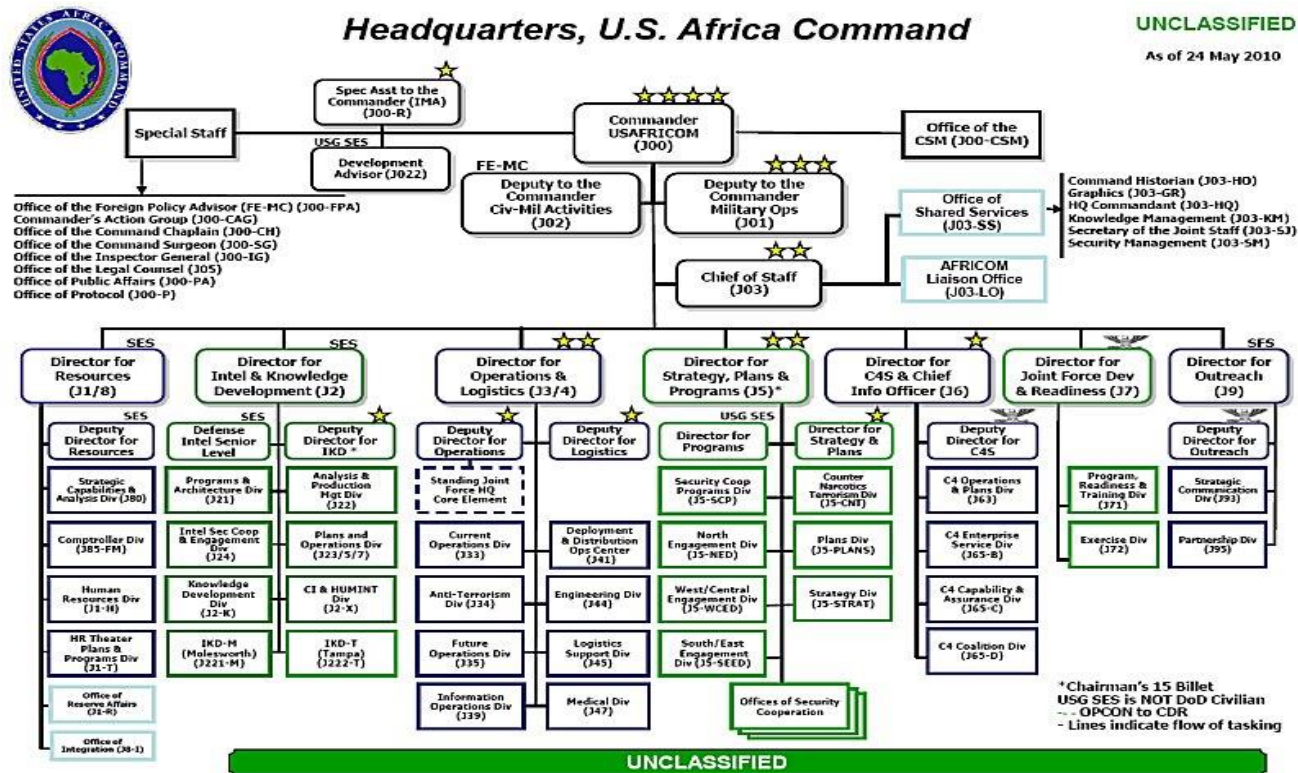 Headquarters, U.S. Africa Command
UNCLASSIFIED
As of 24 May 2010
UNITED STATES AFRICA COMMAND
Spec Asst to the
Commander (IMA)
(J00-R)
Special Staff
USG SES
Development
Advisor (J022)
Commander
USAFRICOM
(J00)
Office of the
CSM (J00-CSM)
FE-MC
Deputy to the
Commander
Civ-Mil Activities
(J02)
Deputy to the
Commander
Military Ops
(J01)
Office of the Foreign Policy Advisor (FE-MC) (J00-FPA)
Commander's Action Group (J00-CAG)
Office of the Command Chaplain (J00-CH)
Office of the Command Surgeon (J00-SG)
Office of the Inspector General (J00-IG)
Office of the Legal Counsel (J05)
Office of Public Affairs (J00-PA)
Office of Protocol (J00-P)
Office of
Shared Services
(J03-SS)
Command Historian (J03-HO)
Graphics (J03-GR)
HQ Commandant (J03-HQ)
Knowledge Management (J03-KM)
Secretary of the Joint Staff (J03-SJ)
Security Management (J03-SM)
Chief of Staff
(J03)
AFRICOM
Liaison Office
(J03-LO)
SES
Director for
Resources
(J1/8)
SES
Deputy
Director for
Resources
Strategic
Capabilities &
Analysis Div (J80)
Comptroller Div
(J85-FM)
Human
Resources Div
(J1-H)
HR Theater
Plans &
Programs Div
(J1-T)
Office of
Reserve Affairs
(J1-R)
Office of
Integration (J8-I)
SES
Director for
Intel & Knowledge
Development (J2)
SES
Defense
Intel Senior
Level
Programs &
Architecture Div
(J21)
Intel Sec Coop
& Engagement
Div
(J24)
Knowledge
Development
Div
(J2-K)
IKD-M
(Molesworth)
(J221-M)
Deputy
Director for
IKD *
Analysis &
Production
Mgt Div
(J22)
Plans and
Operations Div
(J23/5/7)
CI & HUMINT
Div
(J2-X)
IKD-T
(Tampa)
(J222-T)
Director for
Operations &
Logistics (J3/4)
Deputy
Director for
Operations
Standing Joint
Force HQ
Core Element
Current
Operations Div
(J33)
Anti-Terrorism
Div (J34)
Future
Operations Div
(J35)
Information
Operations Div
(J39)
Deputy
Director for
Logistics
Deployment
& Distribution
Ops Center
(J41)
Engineering
Div (J44)
Logistics
Support Div
(J45)
Medical Div
(J47)
Director for
Strategy, Plans &
Programs (J5)*
USG SES
Director for
Programs
Security Coop
Programs Div
(J5-SCP)
North
Engagement Div
(J5-NED)
West/Central
Engagement Div
(J5-WCED)
South/East
Engagement
Div (J5-SEED)
Offices of Security
Cooperation
Director for
Strategy &
Plans
Counter
Narcotics
Terrorism Div
(J5-CNT)
Plans Div
(J5-PLANS)
Strategy Div
(J5-STRAT)
Director for
C4S & Chief
Info Officer (J6)
Deputy
Director for
C4S
C4 Operations
& Plans Div
(J63)
C4 Enterprise
Service Div
(J65-B)
C4 Capability &
Assurance Div
(J65-C)
C4 Coalition Div
(J65-D)
Director for
Joint Force Dev
& Readiness (J7)
Program,
Readiness &
Training Div
(J71)
Exercise Div
(J72)
SFS
Director for
Outreach
(J9)
Deputy
Director for
Outreach
Strategic
Communication
Div (J93)
Partnership Div
(J95)
*Chairman's 15 Billet
USG SES is NOT DoD Civilian
--- OPCON to CDR
- Lines indicate flow of tasking
UNCLASSIFIED